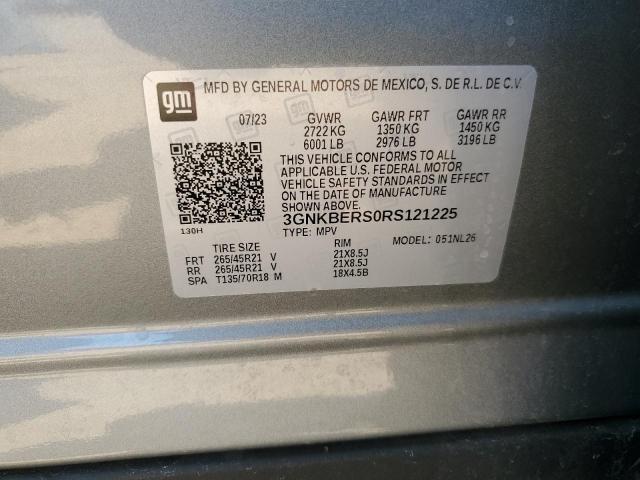 gm
MFD BY GENERAL MOTORS DE MEXICO, S. DE R.L. DE C.V.
07/23 GVWR GAWR FRT GAWR RR
2722 KG 1350 KG 1450 KG
6001 LB 2976 LB 3196 LB
THIS VEHICLE CONFORMS TO ALL
APPLICABLE U.S. FEDERAL MOTOR
VEHICLE SAFETY STANDARDS IN EFFECT
ON THE DATE OF MANUFACTURE
SHOWN ABOVE.
130H
3GNKBERS0RS121225
TYPE: MPV MODEL: 051NL26
TIRE SIZE RIM
FRT 265/45R21 V 21X8.5J
RR 265/45R21 V 21X8.5J
SPA T135/70R18 M 18X4.5B